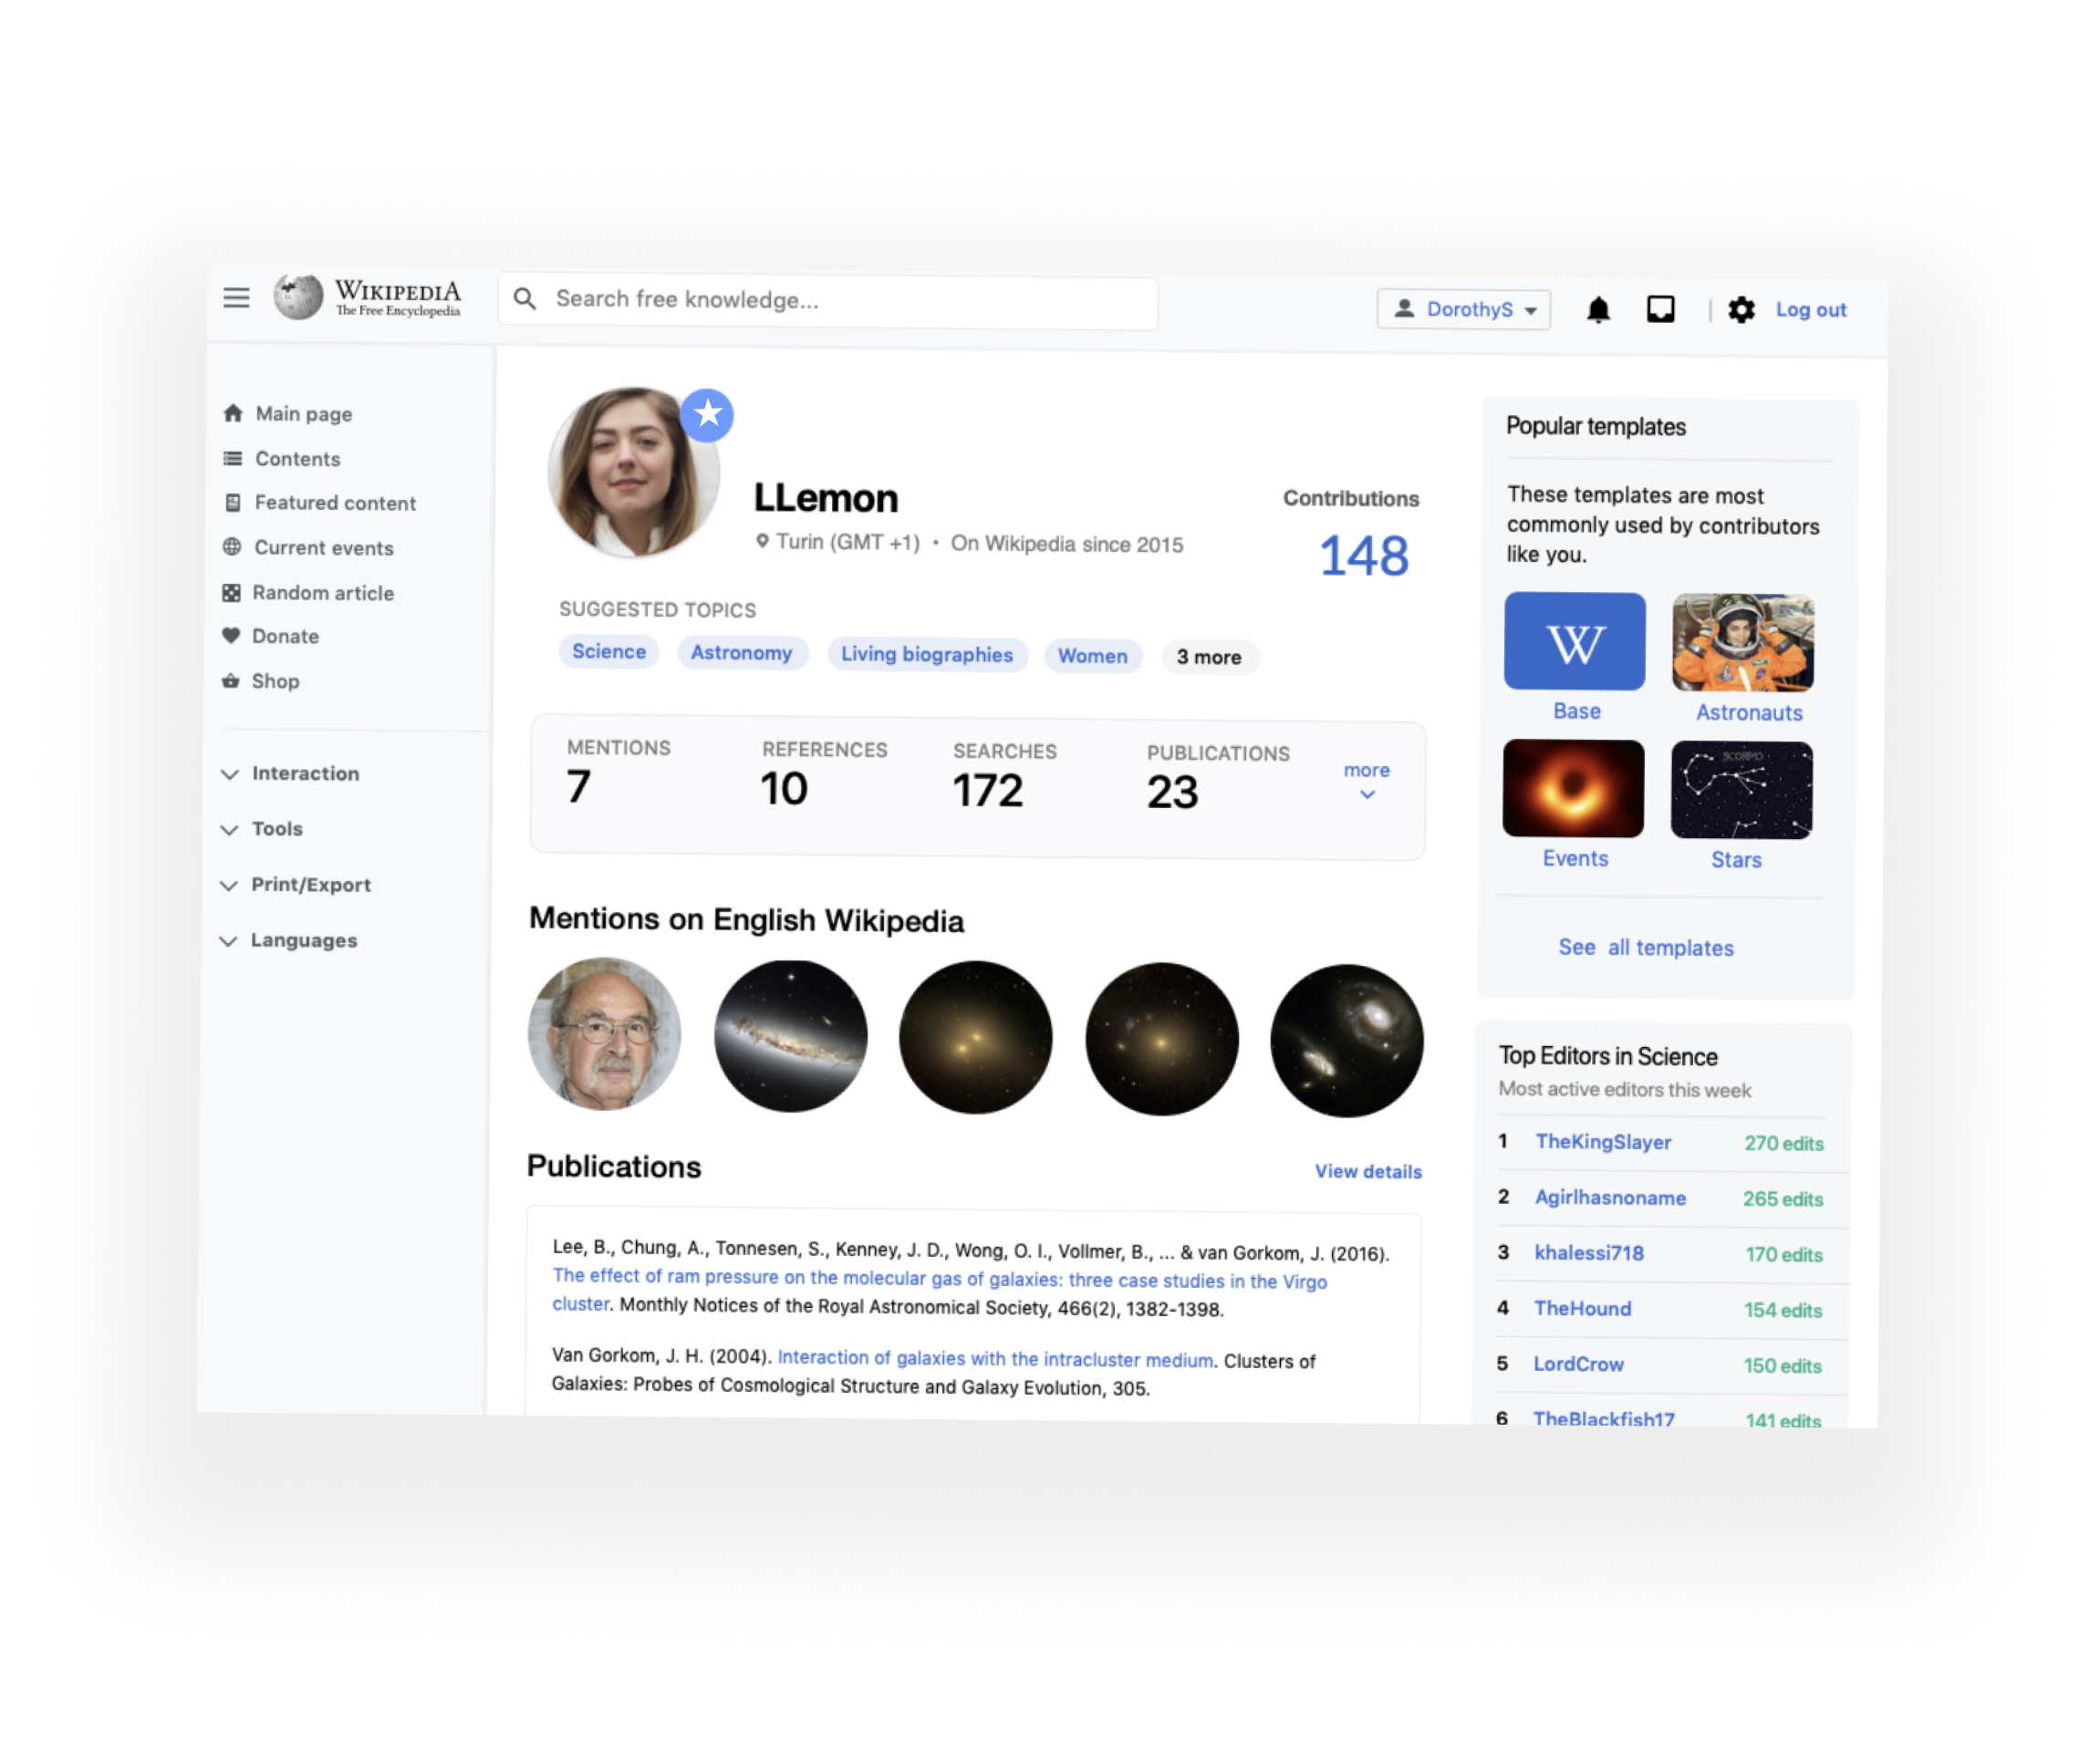 WIKIPEDIA
The Free Encyclopedia
Search free knowledge...
DorothyS
Log out
Main page
Contents
Featured content
Current events
Random article
Donate
Shop
Interaction
Tools
Print/Export
Languages
LLemon
Turin (GMT +1) • On Wikipedia since 2015
Contributions
148
SUGGESTED TOPICS
Science Astronomy Living biographies Women 3 more
MENTIONS REFERENCES SEARCHES PUBLICATIONS
7 10 172 23
more
Mentions on English Wikipedia
Publications
View details
Lee, B., Chung, A., Tonnesen, S., Kenney, J. D., Wong, O. I., Vollmer, B., ... & van Gorkom, J. (2016).
The effect of ram pressure on the molecular gas of galaxies: three case studies in the Virgo
cluster. Monthly Notices of the Royal Astronomical Society, 466(2), 1382-1398.
Van Gorkom, J. H. (2004). Interaction of galaxies with the intracluster medium. Clusters of
Galaxies: Probes of Cosmological Structure and Galaxy Evolution, 305.
Popular templates
These templates are most
commonly used by contributors
like you.
W
Base
Astronauts
SCORPIO
Events
Stars
See all templates
Top Editors in Science
Most active editors this week
1 TheKingSlayer 270 edits
2 Agirlhasnoname 265 edits
3 khalessi718 170 edits
4 TheHound 154 edits
5 LordCrow 150 edits
6 TheBlackfish17 141 edits